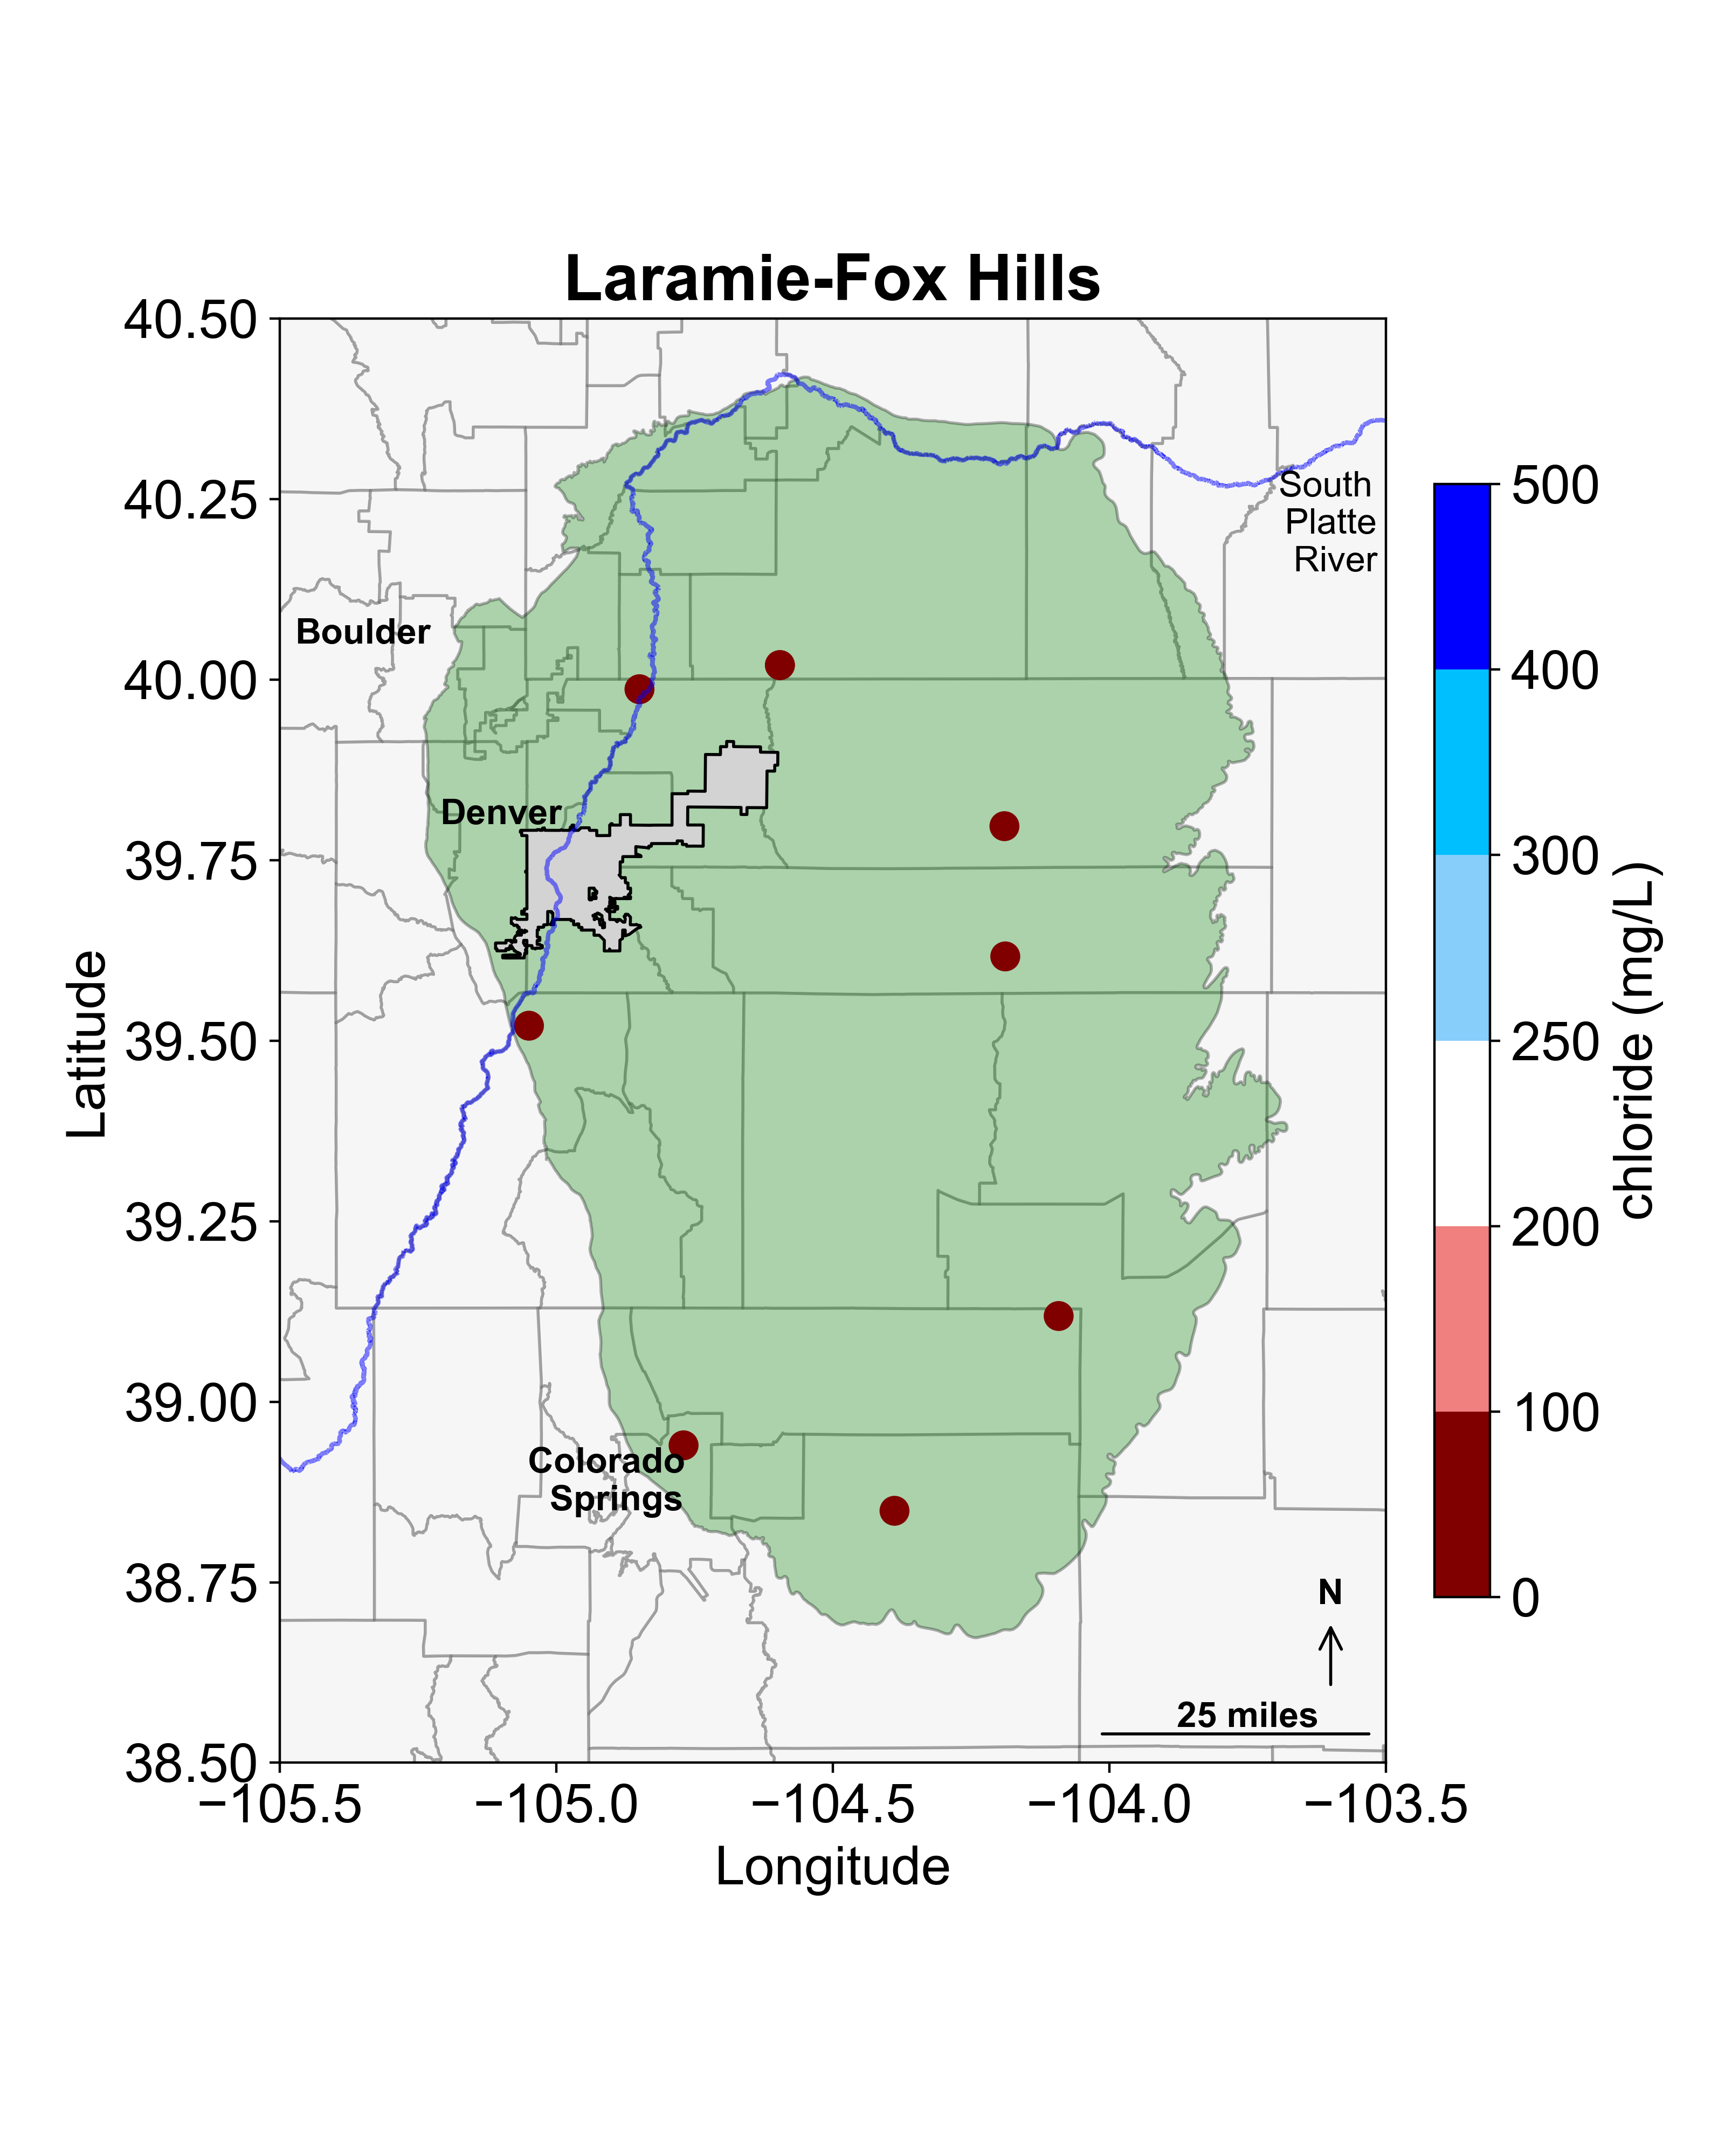 Laramie-Fox Hills
40.50
40.25
40.00
39.75
39.50
39.25
39.00
38.75
38.50
Latitude
−105.5
−105.0
−104.5
−104.0
−103.5
Longitude
Boulder
Denver
Colorado
Springs
South
Platte
River
N
25 miles
500
400
300
250
200
100
0
chloride (mg/L)